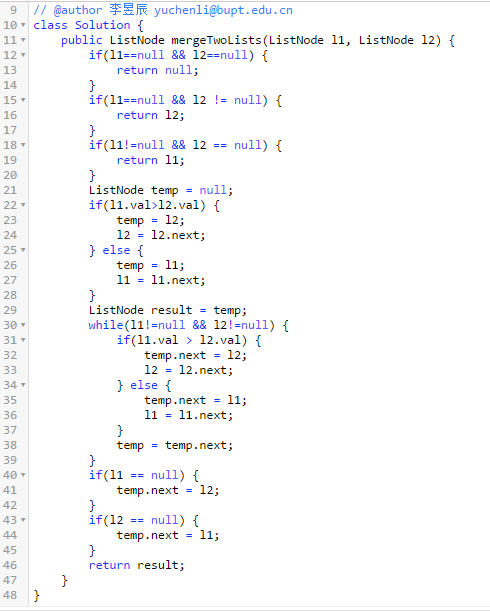 9 // @author 李昱辰 yuchenli@bupt.edu.cn
10 class Solution {
11     public ListNode mergeTwoLists(ListNode l1, ListNode l2) {
12         if(l1==null && l2==null) {
13             return null;
14         }
15         if(l1==null && l2 != null) {
16             return l2;
17         }
18         if(l1!=null && l2 == null) {
19             return l1;
20         }
21         ListNode temp = null;
22         if(l1.val>l2.val) {
23             temp = l2;
24             l2 = l2.next;
25         } else {
26             temp = l1;
27             l1 = l1.next;
28         }
29         ListNode result = temp;
30         while(l1!=null && l2!=null) {
31             if(l1.val > l2.val) {
32                 temp.next = l2;
33                 l2 = l2.next;
34             } else {
35                 temp.next = l1;
36                 l1 = l1.next;
37             }
38             temp = temp.next;
39         }
40         if(l1 == null) {
41             temp.next = l2;
42         }
43         if(l2 == null) {
44             temp.next = l1;
45         }
46         return result;
47     }
48 }